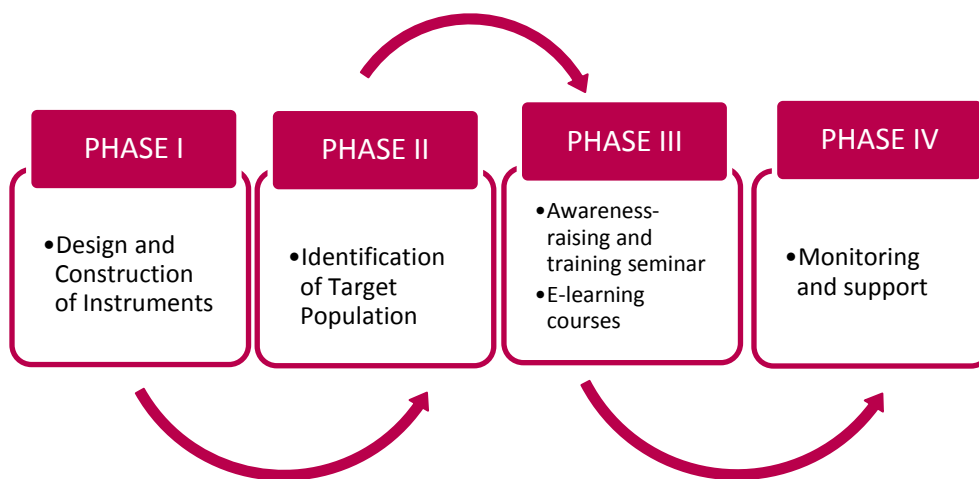 PHASE I
•Design and
Construction
of Instruments
PHASE II
•Identification
of Target
Population
PHASE III
•Awareness-
raising and
training seminar
•E-learning
courses
PHASE IV
•Monitoring
and support